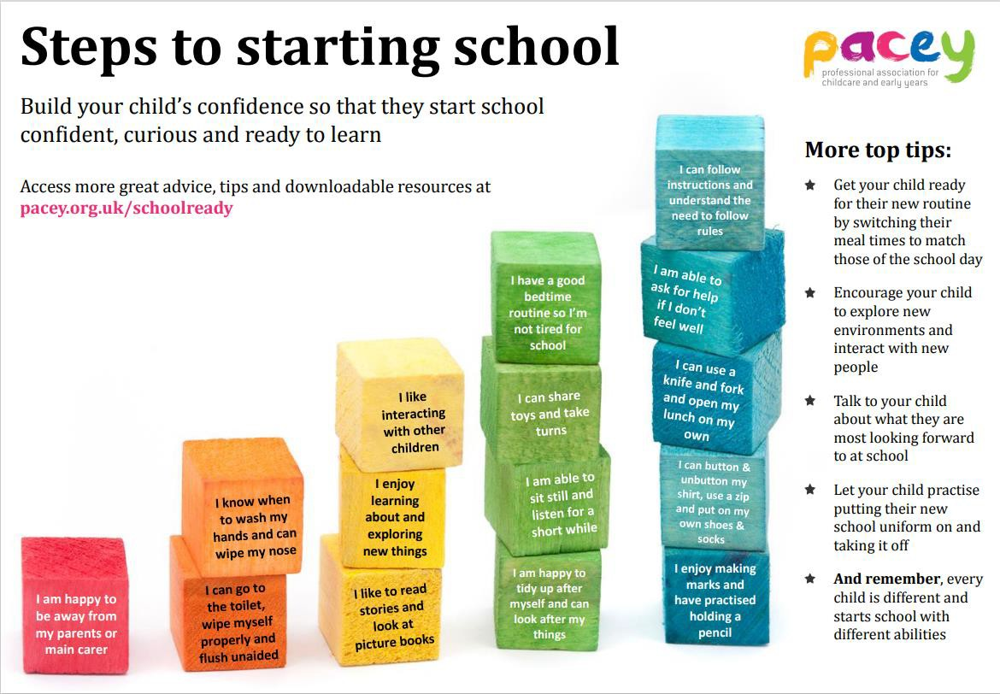 Steps to starting school
Build your child's confidence so that they start school
confident, curious and ready to learn
Access more great advice, tips and downloadable resources at
pacey.org.uk/schoolready
pacey
professional association for
childcare and early years
I am happy to
be away from
my parents or
main carer
I know when
to wash my
hands and can
wipe my nose
I can go to
the toilet,
wipe myself
properly and
flush unaided
I like
interacting
with other
children
I enjoy
learning
about and
exploring
new things
I like to read
stories and
look at
picture books
I have a good
bedtime
routine so I'm
not tired for
school
I can share
toys and take
turns
I am able to
sit still and
listen for a
short while
I am happy to
tidy up after
myself and can
look after my
things
I can follow
instructions and
understand the
need to follow
rules
I am able to
ask for help
if I don't
feel well
I can use a
knife and fork
and open my
lunch on my
own
I can button &
unbutton my
shirt, use a zip
and put on my
own shoes &
socks
I enjoy making
marks and
have practised
holding a
pencil
More top tips:
Get your child ready
for their new routine
by switching their
meal times to match
those of the school day
Encourage your child
to explore new
environments and
interact with new
people
Talk to your child
about what they are
most looking forward
to at school
Let your child practise
putting their new
school uniform on and
taking it off
And remember, every
child is different and
starts school with
different abilities